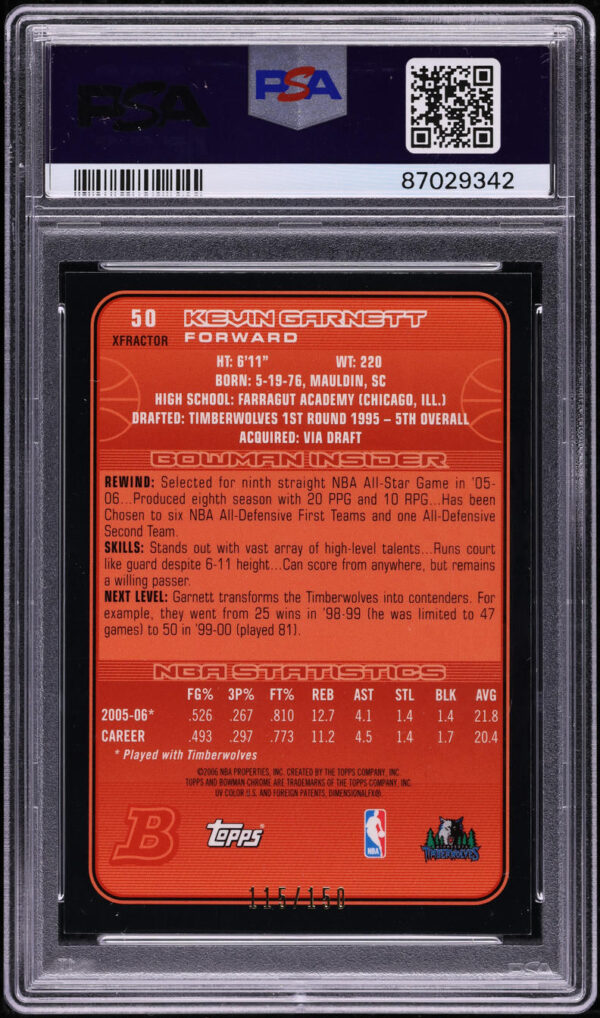 PSA
PSA
87029342
50
KEVIN GARNETT
XFRACTOR
FORWARD
HT: 6'11" WT: 220
BORN: 5-19-76, MAULDIN, SC
HIGH SCHOOL: FARRAGUT ACADEMY (CHICAGO, ILL.)
DRAFTED: TIMBERWOLVES 1ST ROUND 1995 – 5TH OVERALL
ACQUIRED: VIA DRAFT
BOWMAN INSIDER
REWIND: Selected for ninth straight NBA All-Star Game in '05-
06...Produced eighth season with 20 PPG and 10 RPG...Has been
Chosen to six NBA All-Defensive First Teams and one All-Defensive
Second Team.
SKILLS: Stands out with vast array of high-level talents...Runs court
like guard despite 6-11 height...Can score from anywhere, but remains
a willing passer.
NEXT LEVEL: Garnett transforms the Timberwolves into contenders. For
example, they went from 25 wins in '98-99 (he was limited to 47
games) to 50 in '99-00 (played 81).
NBA STATISTICS
FG% 3P% FT% REB AST STL BLK AVG
2005-06* .526 .267 .810 12.7 4.1 1.4 1.4 21.8
CAREER .493 .297 .773 11.2 4.5 1.4 1.7 20.4
* Played with Timberwolves
©2006 NBA PROPERTIES, INC. CREATED BY THE TOPPS COMPANY, INC.
TOPPS AND BOWMAN CHROME ARE TRADEMARKS OF THE TOPPS COMPANY, INC.
UV COLOR U.S. AND FOREIGN PATENTS, DIMENSIONALFX®.
B
topps
NBA
TIMBERWOLVES
115/150
PSA